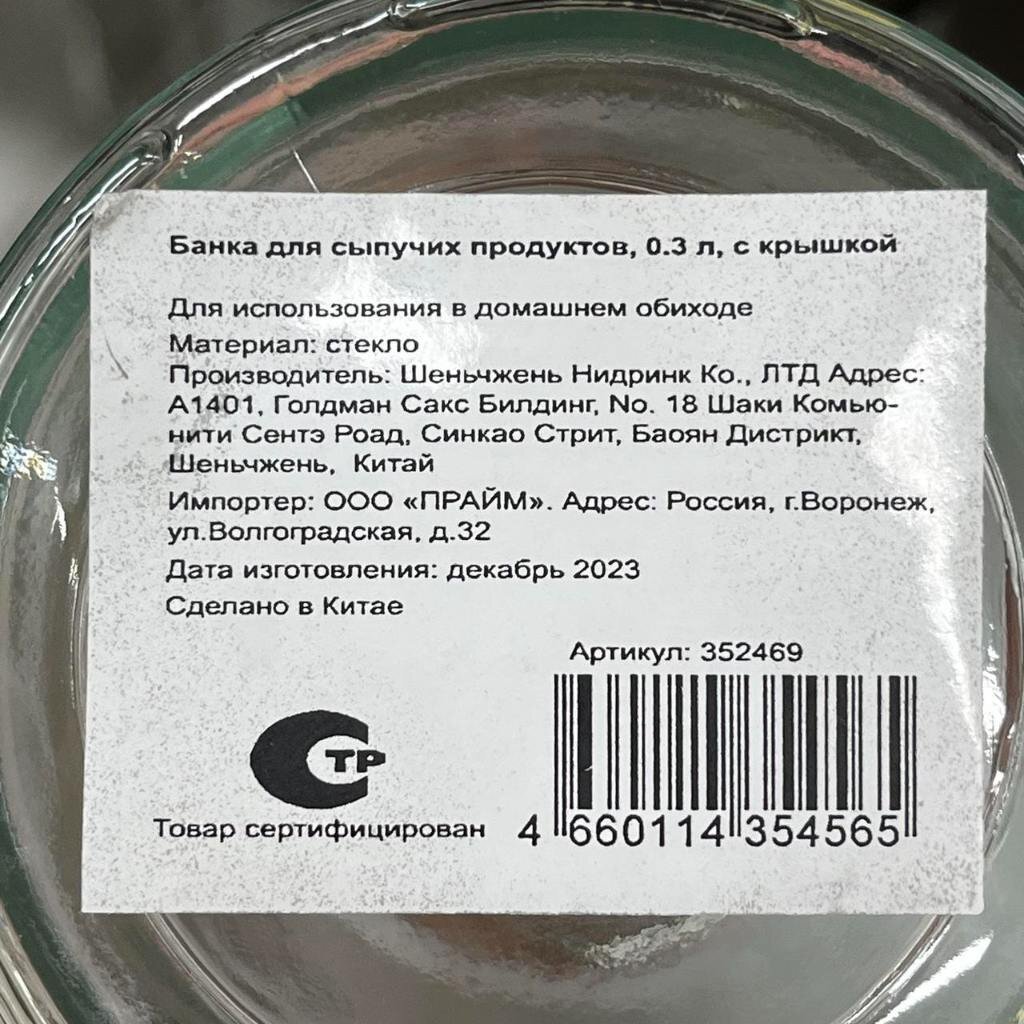 Банка для сыпучих продуктов, 0.3 л, с крышкой
Для использования в домашнем обиходе
Материал: стекло
Производитель: Шеньчжень Нидринк Ко., ЛТД Адрес:
А1401, Голдман Сакс Билдинг, No. 18 Шаки Комью-
нити Сентэ Роад, Синкао Стрит, Баоян Дистрикт,
Шеньчжень, Китай
Импортер: ООО «ПРАЙМ». Адрес: Россия, г.Воронеж,
ул.Волгоградская, д.32
Дата изготовления: декабрь 2023
Сделано в Китае
Артикул: 352469
СТР
Товар сертифицирован
4 660114 354565